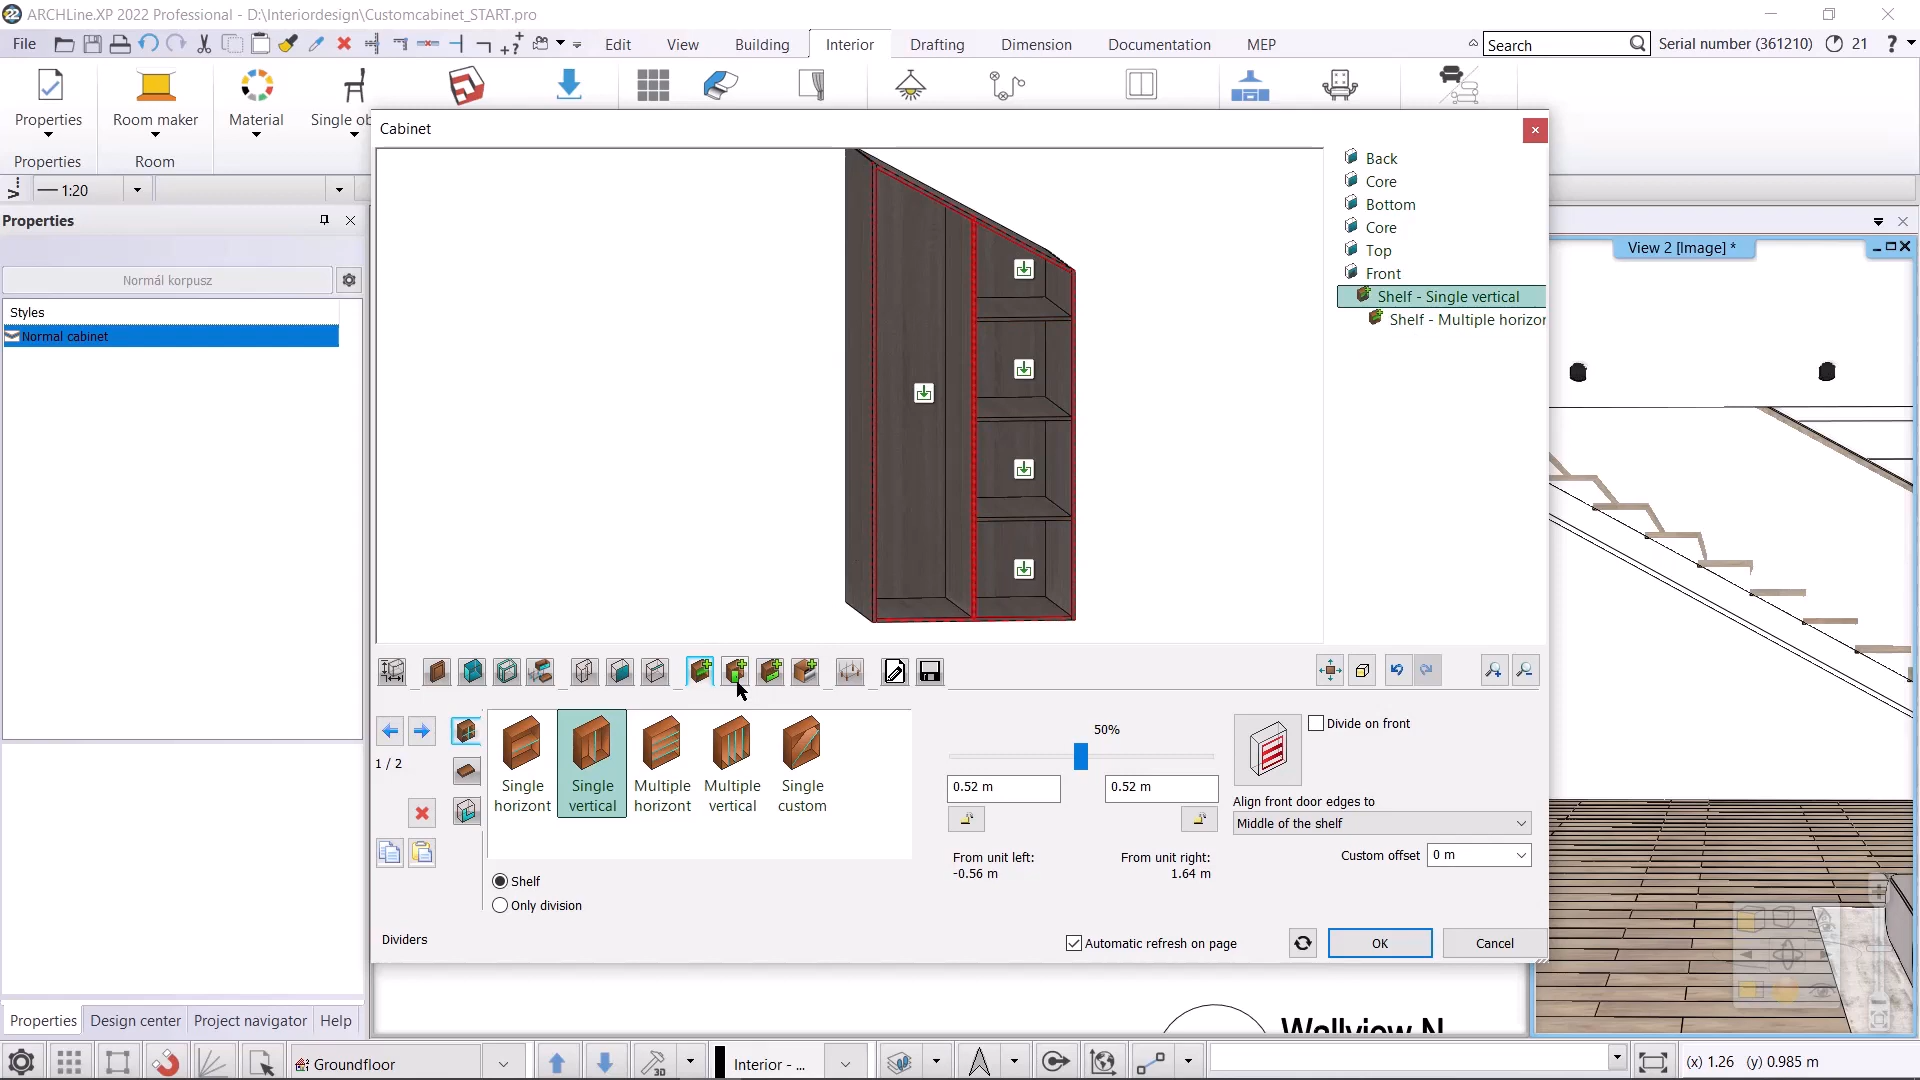 ARCHLine.XP 2022 Professional - D:\Interiordesign\Customcabinet_START.pro
File Edit View Building Interior Drafting Dimension Documentation MEP Search Serial number (361210) 21 ?
Properties Room maker Material Single ob
Properties Room
1:20
Properties
View 2 [Image] *
Normál korpusz
Styles
Normal cabinet
Cabinet
Back
Core
Bottom
Core
Top
Front
Shelf - Single vertical
Shelf - Multiple horizor
1 / 2
Single horizont
Single vertical
Multiple horizont
Multiple vertical
Single custom
Shelf
Only division
Dividers
50%
0.52 m 0.52 m
From unit left: From unit right:
-0.56 m 1.64 m
Divide on front
Align front door edges to
Middle of the shelf
Custom offset 0 m
Automatic refresh on page
OK Cancel
Wallview N
Properties Design center Project navigator Help
Groundfloor
3D
Interior - ...
(x) 1.26 (y) 0.985 m